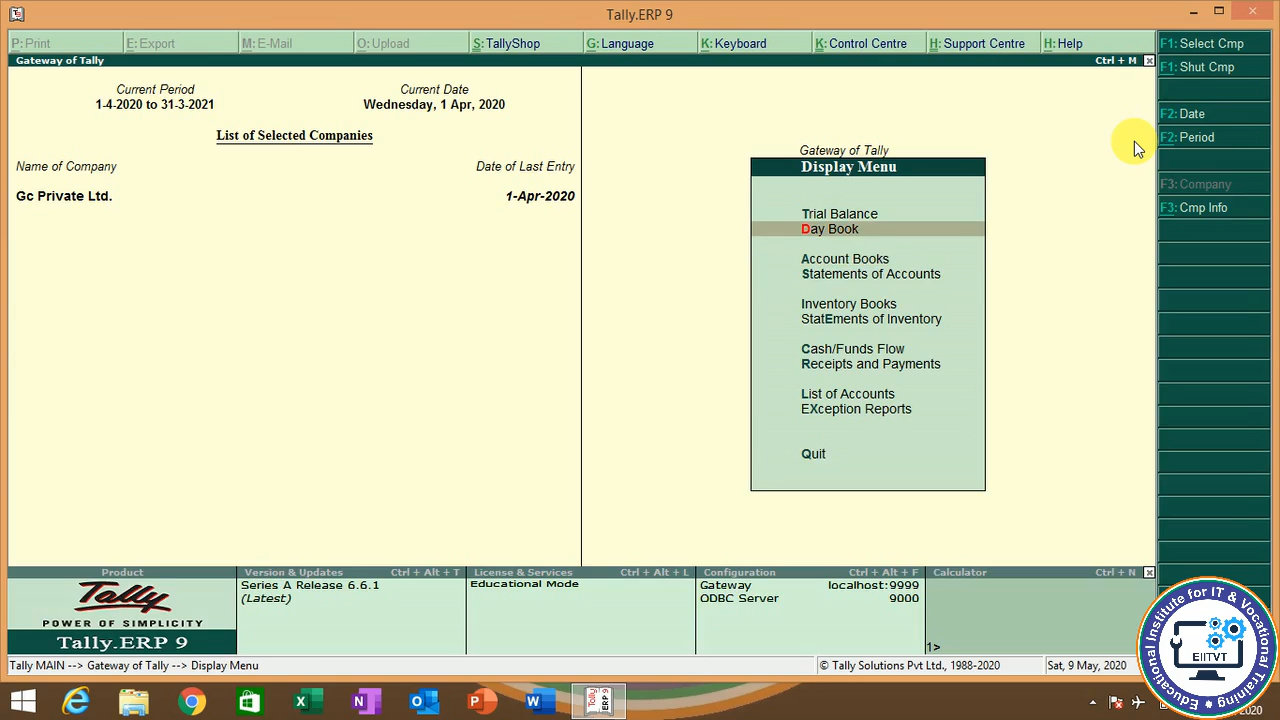 Tally.ERP 9
P: Print
E: Export
M: E-Mail
O: Upload
S: TallyShop
G: Language
K: Keyboard
K: Control Centre
H: Support Centre
H: Help
Gateway of Tally
Ctrl + M
Current Period
1-4-2020 to 31-3-2021
Current Date
Wednesday, 1 Apr, 2020
List of Selected Companies
Name of Company
Date of Last Entry
Gc Private Ltd.
1-Apr-2020
Gateway of Tally
Display Menu
Trial Balance
Day Book
Account Books
Statements of Accounts
Inventory Books
StatEments of Inventory
Cash/Funds Flow
Receipts and Payments
List of Accounts
EXception Reports
Quit
F1: Select Cmp
F1: Shut Cmp
F2: Date
F2: Period
F3: Company
F3: Cmp Info
Product
Tally
POWER OF SIMPLICITY
Tally.ERP 9
Version & Updates Ctrl + Alt + T
Series A Release 6.6.1
(Latest)
License & Services Ctrl + Alt + L
Educational Mode
Configuration Ctrl + Alt + F
Gateway localhost:9999
ODBC Server 9000
Calculator Ctrl + N
1>
Tally MAIN --> Gateway of Tally --> Display Menu
© Tally Solutions Pvt Ltd., 1988-2020
Sat, 9 May, 2020
Educational Institute for IT & Vocational Training
EIITVT
Tally
ERP 9
2020